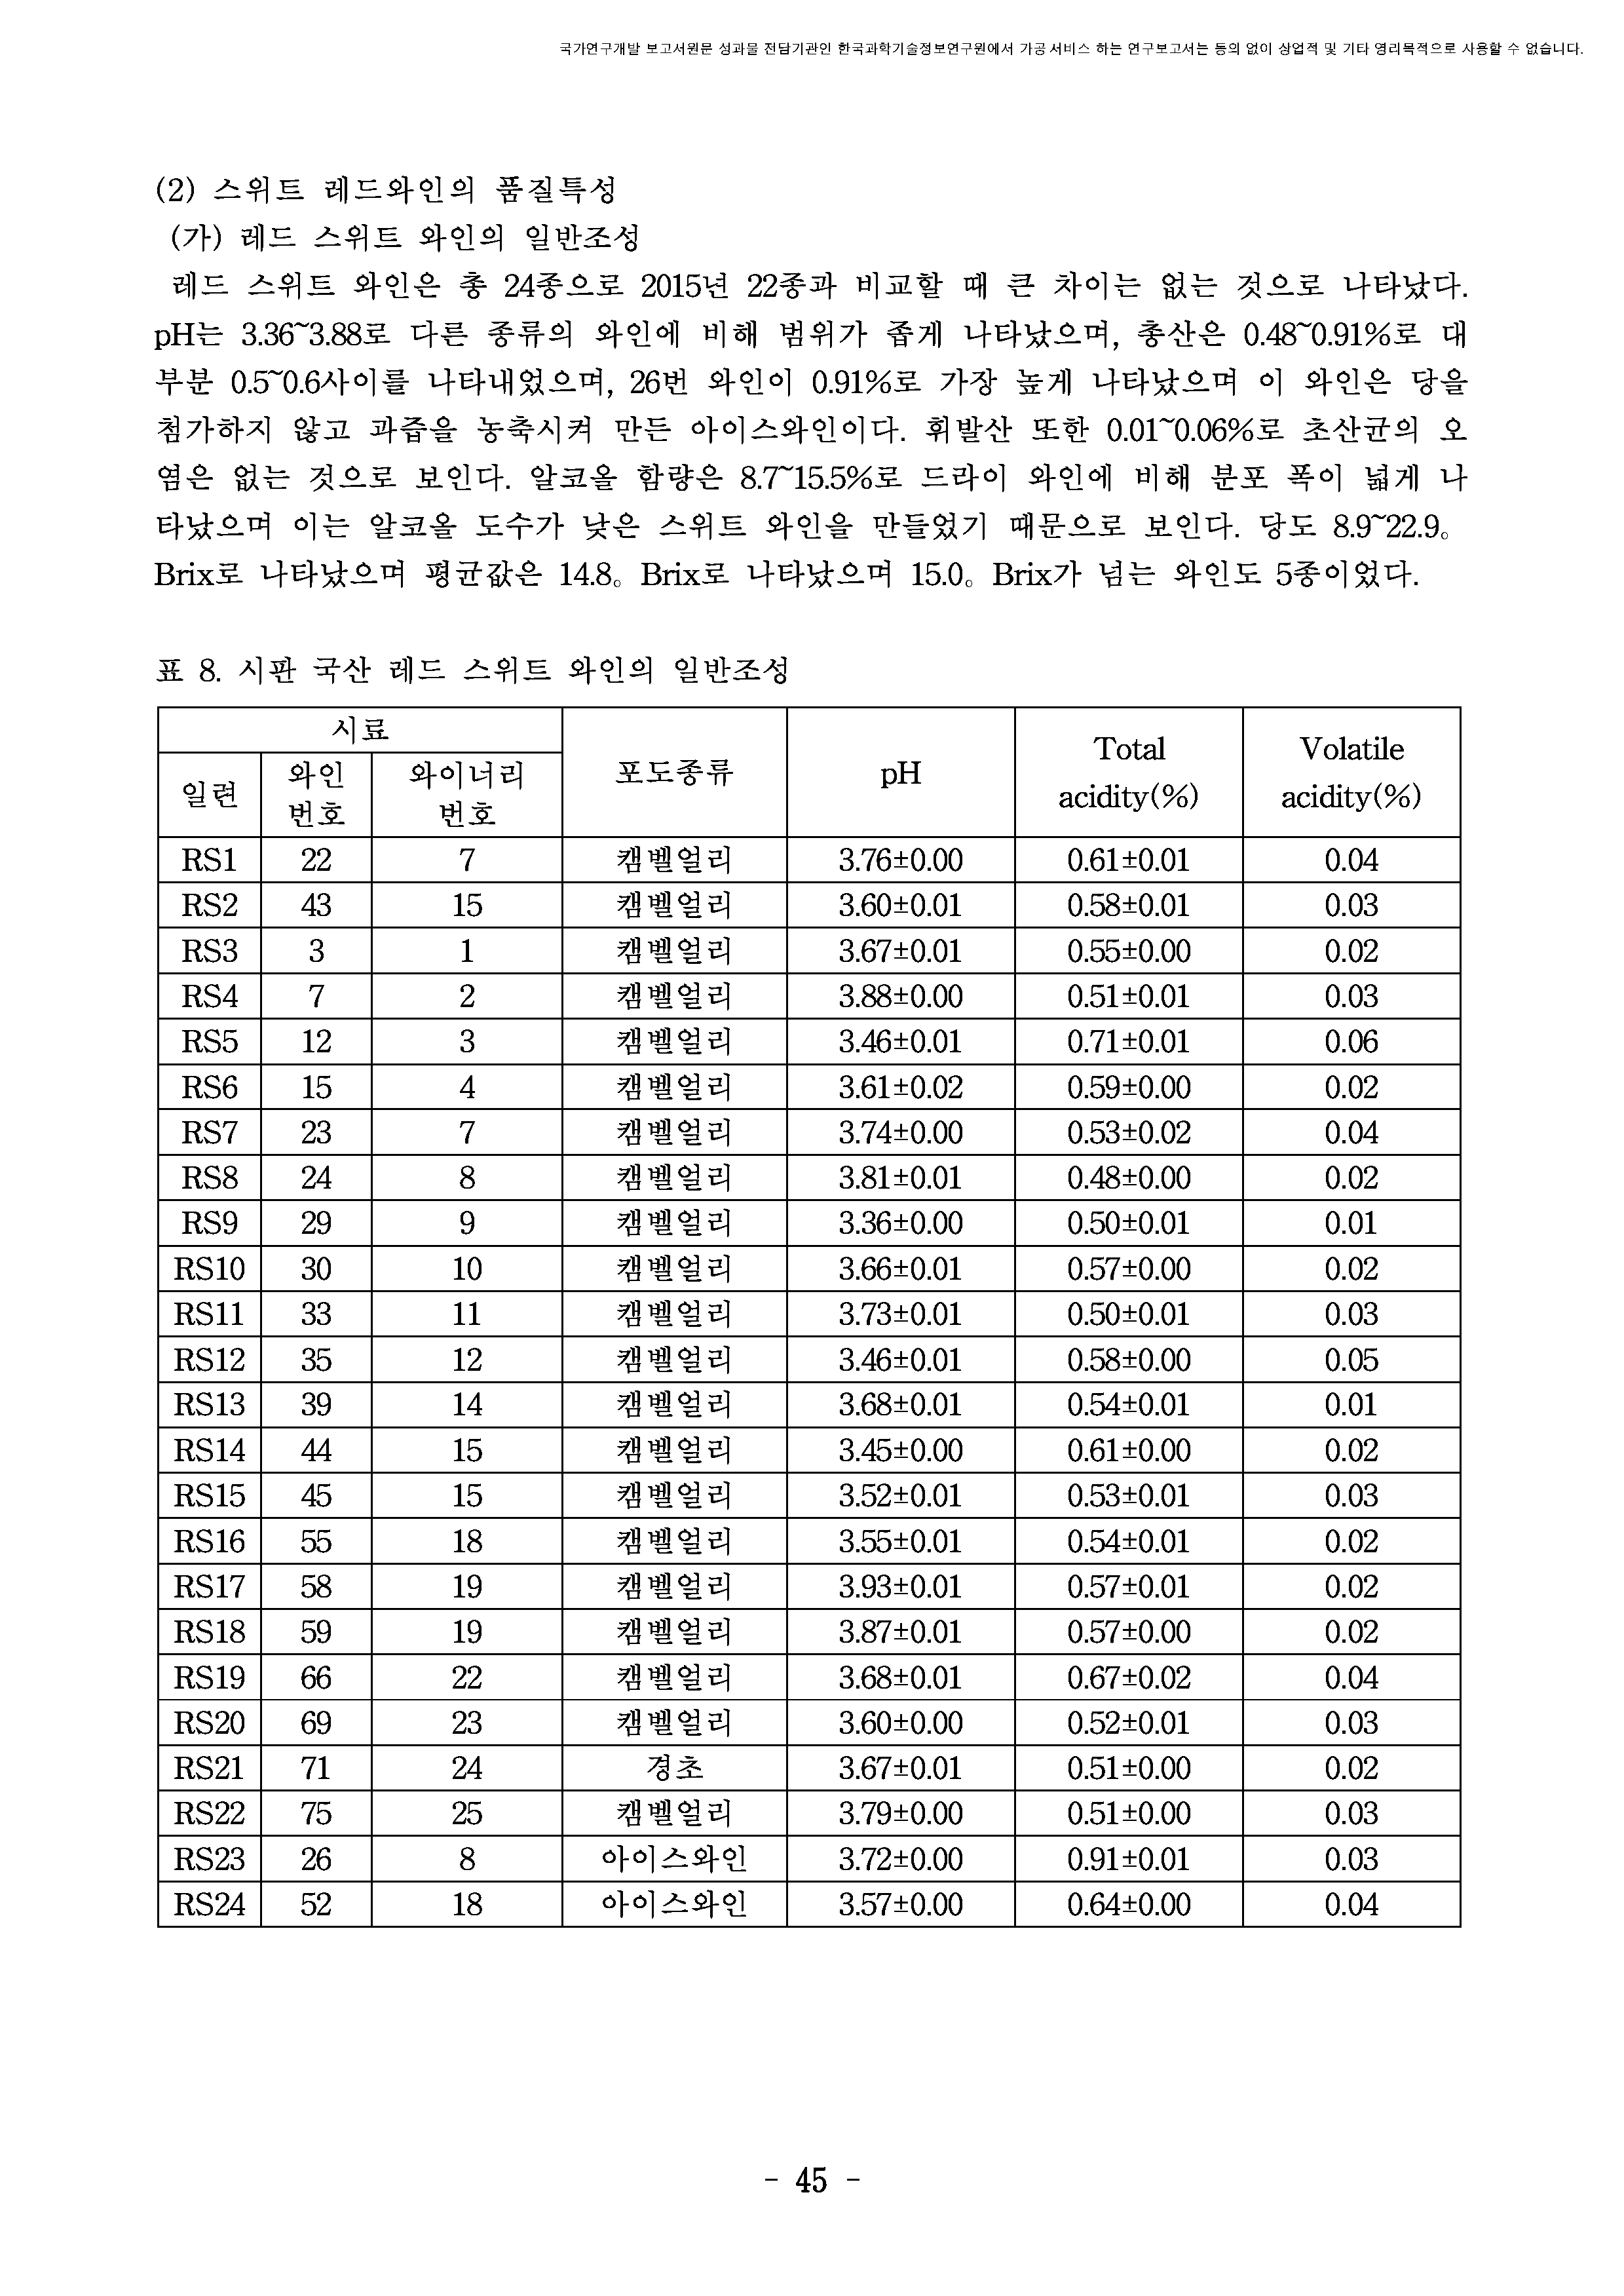 국가연구개발 보고서원문 성과물 전담기관인 한국과학기술정보연구원에서 가공·서비스 하는 연구보고서는 동의 없이 상업적 및 기타 영리목적으로 사용할 수 없습니다.
(2) 스위트 레드와인의 품질특성
(가) 레드 스위트 와인의 일반조성
레드 스위트 와인은 총 24종으로 2015년 22종과 비교할 때 큰 차이는 없는 것으로 나타났다.
pH는 3.36~3.88로 다른 종류의 와인에 비해 범위가 좁게 나타났으며, 총산은 0.48~0.91%로 대
부분 0.5~0.6사이를 나타내었으며, 26번 와인이 0.91%로 가장 높게 나타났으며 이 와인은 당을
첨가하지 않고 과즙을 농축시켜 만든 아이스와인이다. 휘발산 또한 0.01~0.06%로 초산균의 오
염은 없는 것으로 보인다. 알코올 함량은 8.7~15.5%로 드라이 와인에 비해 분포 폭이 넓게 나
타났으며 이는 알코올 도수가 낮은 스위트 와인을 만들었기 때문으로 보인다. 당도 8.9~22.9。
Brix로 나타났으며 평균값은 14.8。Brix로 나타났으며 15.0。Brix가 넘는 와인도 5종이었다.
표 8. 시판 국산 레드 스위트 와인의 일반조성
시료 포도종류 pH Total acidity(%) Volatile acidity(%)
일련 와인 번호 와이너리 번호
RS1 22 7 캠벨얼리 3.76±0.00 0.61±0.01 0.04
RS2 43 15 캠벨얼리 3.60±0.01 0.58±0.01 0.03
RS3 3 1 캠벨얼리 3.67±0.01 0.55±0.00 0.02
RS4 7 2 캠벨얼리 3.88±0.00 0.51±0.01 0.03
RS5 12 3 캠벨얼리 3.46±0.01 0.71±0.01 0.06
RS6 15 4 캠벨얼리 3.61±0.02 0.59±0.00 0.02
RS7 23 7 캠벨얼리 3.74±0.00 0.53±0.02 0.04
RS8 24 8 캠벨얼리 3.81±0.01 0.48±0.00 0.02
RS9 29 9 캠벨얼리 3.36±0.00 0.50±0.01 0.01
RS10 30 10 캠벨얼리 3.66±0.01 0.57±0.00 0.02
RS11 33 11 캠벨얼리 3.73±0.01 0.50±0.01 0.03
RS12 35 12 캠벨얼리 3.46±0.01 0.58±0.00 0.05
RS13 39 14 캠벨얼리 3.68±0.01 0.54±0.01 0.01
RS14 44 15 캠벨얼리 3.45±0.00 0.61±0.00 0.02
RS15 45 15 캠벨얼리 3.52±0.01 0.53±0.01 0.03
RS16 55 18 캠벨얼리 3.55±0.01 0.54±0.01 0.02
RS17 58 19 캠벨얼리 3.93±0.01 0.57±0.01 0.02
RS18 59 19 캠벨얼리 3.87±0.01 0.57±0.00 0.02
RS19 66 22 캠벨얼리 3.68±0.01 0.67±0.02 0.04
RS20 69 23 캠벨얼리 3.60±0.00 0.52±0.01 0.03
RS21 71 24 경초 3.67±0.01 0.51±0.00 0.02
RS22 75 25 캠벨얼리 3.79±0.00 0.51±0.00 0.03
RS23 26 8 아이스와인 3.72±0.00 0.91±0.01 0.03
RS24 52 18 아이스와인 3.57±0.00 0.64±0.00 0.04
- 45 -